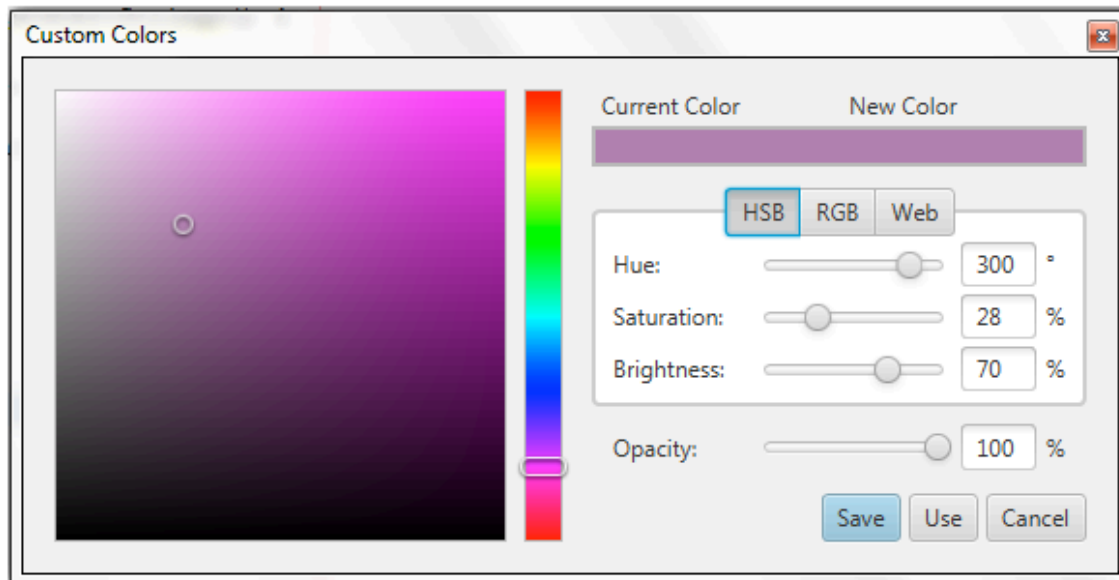 Custom Colors
Current Color New Color
HSB RGB Web
Hue: 300 °
Saturation: 28 %
Brightness: 70 %
Opacity: 100 %
Save Use Cancel